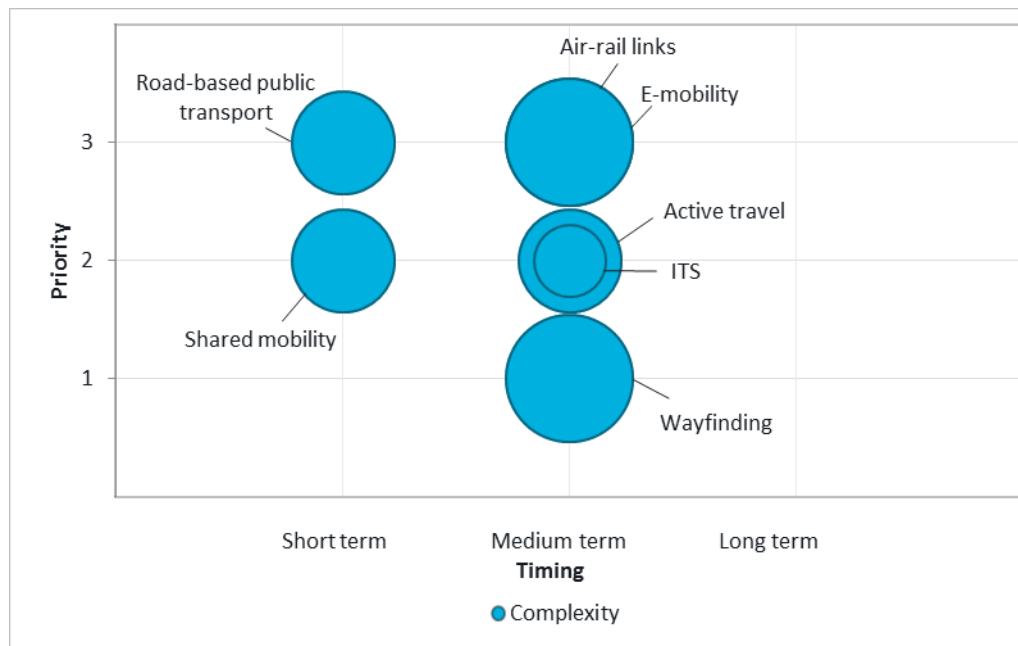 Air-rail links
Road-based public
transport
E-mobility
3
Active travel
Priority
2
ITS
Shared mobility
1
Wayfinding
Short term
Medium term
Long term
Timing
Complexity